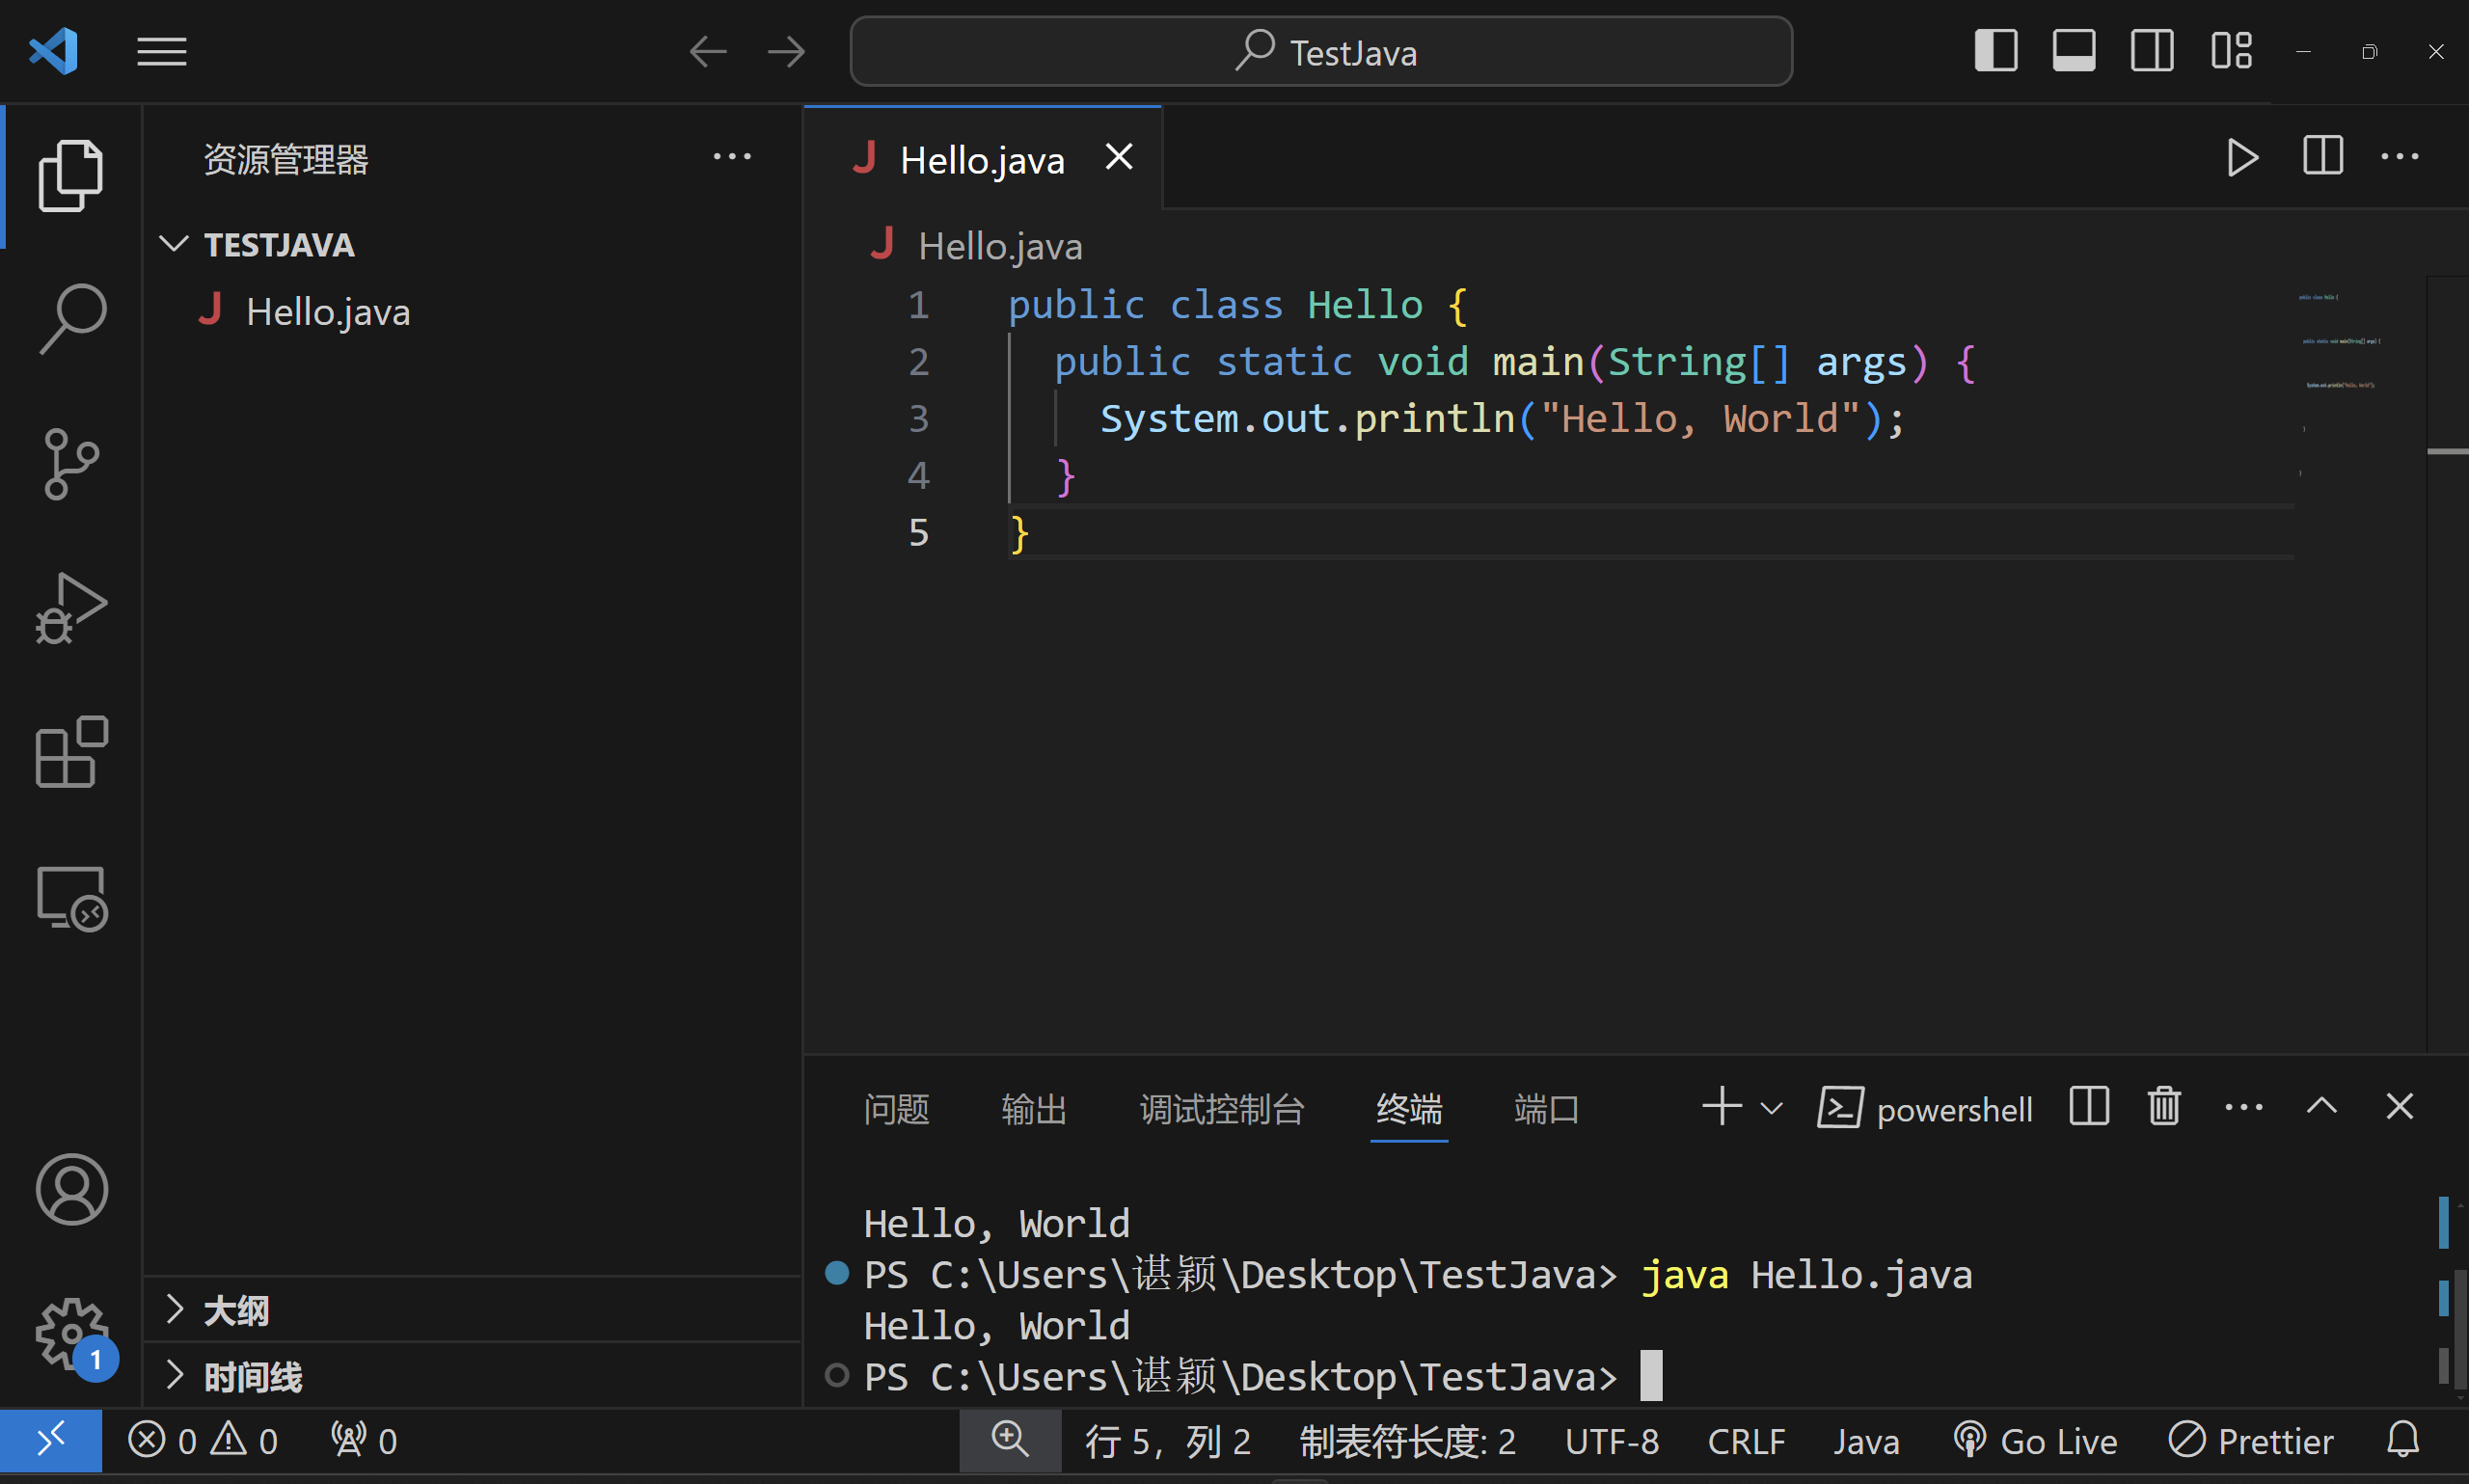 TestJava
资源管理器
TESTJAVA
Hello.java
大纲
时间线
Hello.java
Hello.java
1 public class Hello {
2 public static void main(String[] args) {
3 System.out.println("Hello, World");
4 }
5 }
问题 输出 调试控制台 终端 端口 powershell
Hello, World
PS C:\Users\谌颖\Desktop\TestJava> java Hello.java
Hello, World
PS C:\Users\谌颖\Desktop\TestJava>
1
0 0 0 行 5，列 2 制表符长度: 2 UTF-8 CRLF Java Go Live Prettier